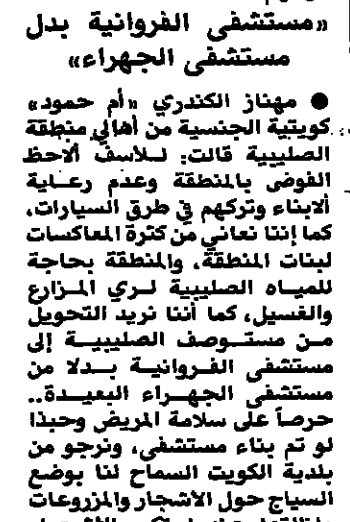 «مستشفى الفروانية بدل
مستشفى الجهراء»
● مهناز الكندري «أم حمود»
كويتية الجنسية من أهالي منطقة
الصليبية قالت: للأسف ألاحظ
الفوضى بالمنطقة وعدم رعاية
الابناء وتركهم في طرق السيارات،
كما إننا نعاني من كثرة المعاكسات
لبنات المنطقة، والمنطقة بحاجة
للمياه الصليبية لري المزارع
والغسيل، كما أننا نريد التحويل
من مستوصف الصليبية إلى
مستشفى الفروانية بدلا من
مستشفى الجهراء البعيدة..
حرصاً على سلامة المريض وحبذا
لو تم بناء مستشفى، ونرجو من
بلدية الكويت السماح لنا بوضع
السياج حول الاشجار والمزروعات